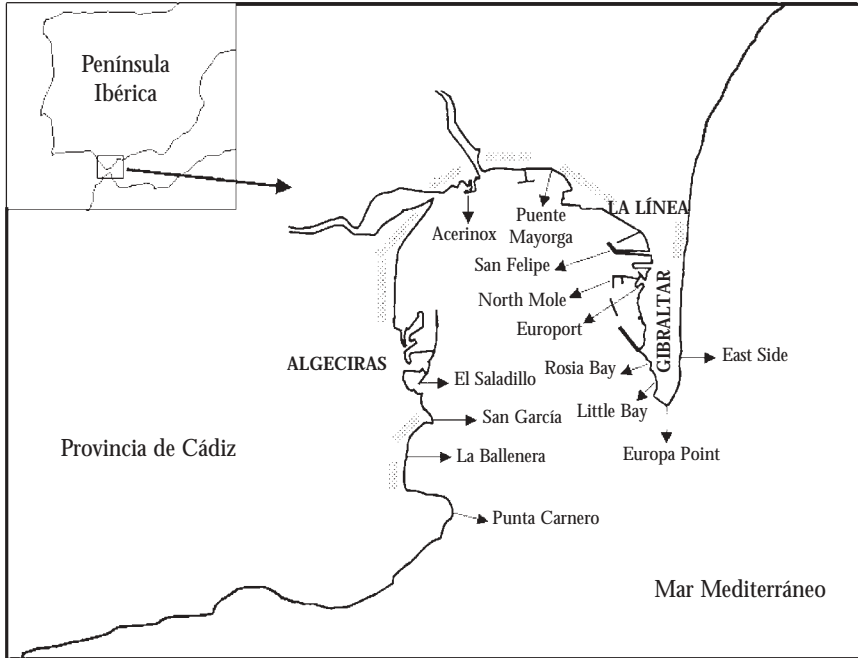 Península
Ibérica
Acerinox
Puente
Mayorga
LA LÍNEA
San Felipe
North Mole
Europort
GIBRALTAR
ALGECIRAS
El Saladillo
Rosia Bay
East Side
Little Bay
San García
Europa Point
Provincia de Cádiz
La Ballenera
Punta Carnero
Mar Mediterráneo